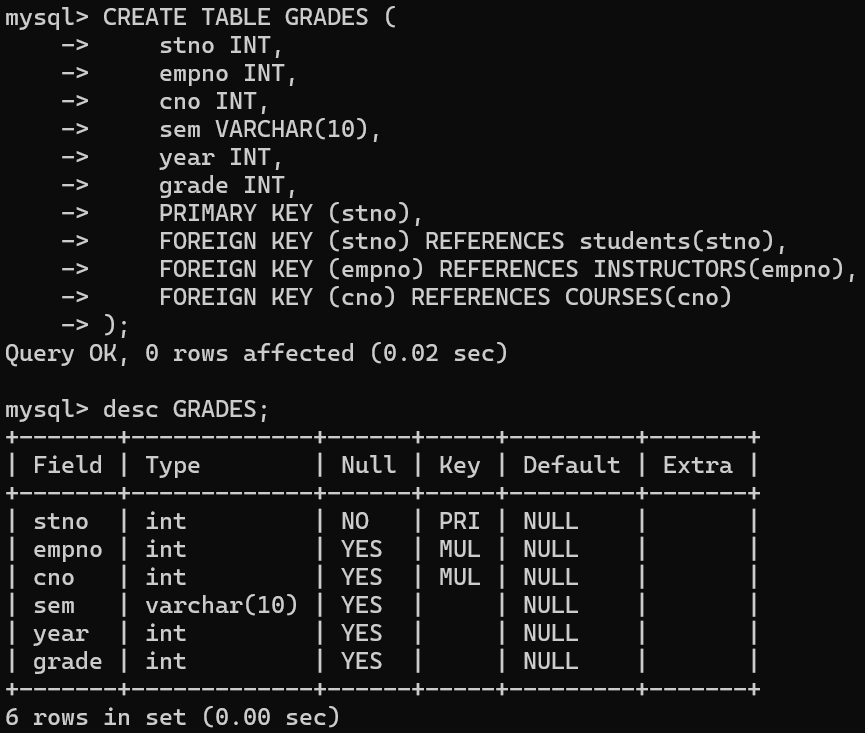 mysql> CREATE TABLE GRADES (
    ->     stno INT,
    ->     empno INT,
    ->     cno INT,
    ->     sem VARCHAR(10),
    ->     year INT,
    ->     grade INT,
    ->     PRIMARY KEY (stno),
    ->     FOREIGN KEY (stno) REFERENCES students(stno),
    ->     FOREIGN KEY (empno) REFERENCES INSTRUCTORS(empno),
    ->     FOREIGN KEY (cno) REFERENCES COURSES(cno)
    -> );
Query OK, 0 rows affected (0.02 sec)

mysql> desc GRADES;
+-------+-------------+------+-----+---------+-------+
| Field | Type        | Null | Key | Default | Extra |
+-------+-------------+------+-----+---------+-------+
| stno  | int         | NO   | PRI | NULL    |       |
| empno | int         | YES  | MUL | NULL    |       |
| cno   | int         | YES  | MUL | NULL    |       |
| sem   | varchar(10) | YES  |     | NULL    |       |
| year  | int         | YES  |     | NULL    |       |
| grade | int         | YES  |     | NULL    |       |
+-------+-------------+------+-----+---------+-------+
6 rows in set (0.00 sec)